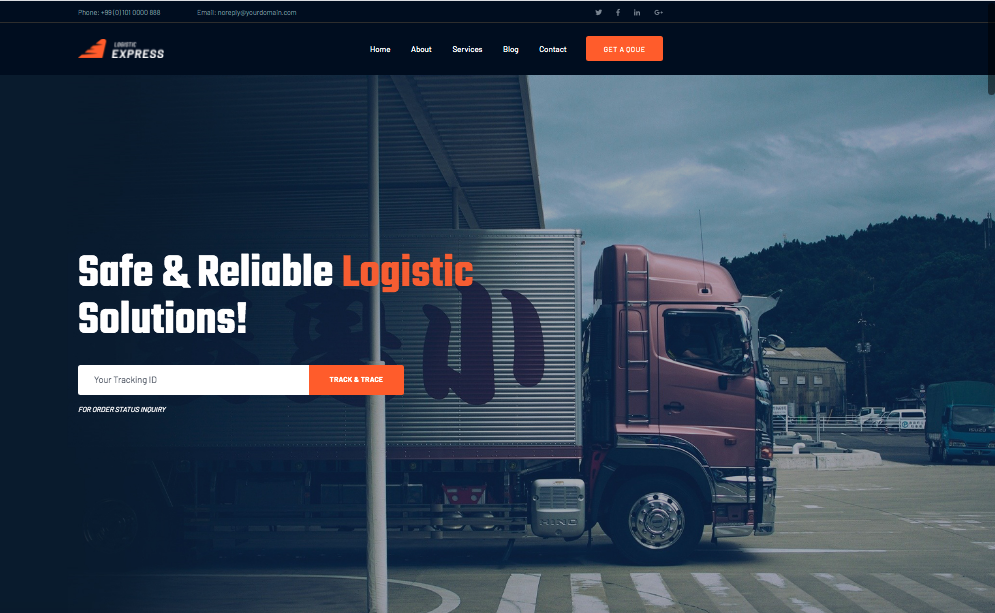 Phone: +99 (0) 101 0000 888
Email: noreply@yourdomain.com
LOGISTIC
EXPRESS
Home
About
Services
Blog
Contact
GET A QOUE
Safe & Reliable Logistic
Solutions!
Your Tracking ID
TRACK & TRACE
FOR ORDER STATUS INQUIRY
HINO